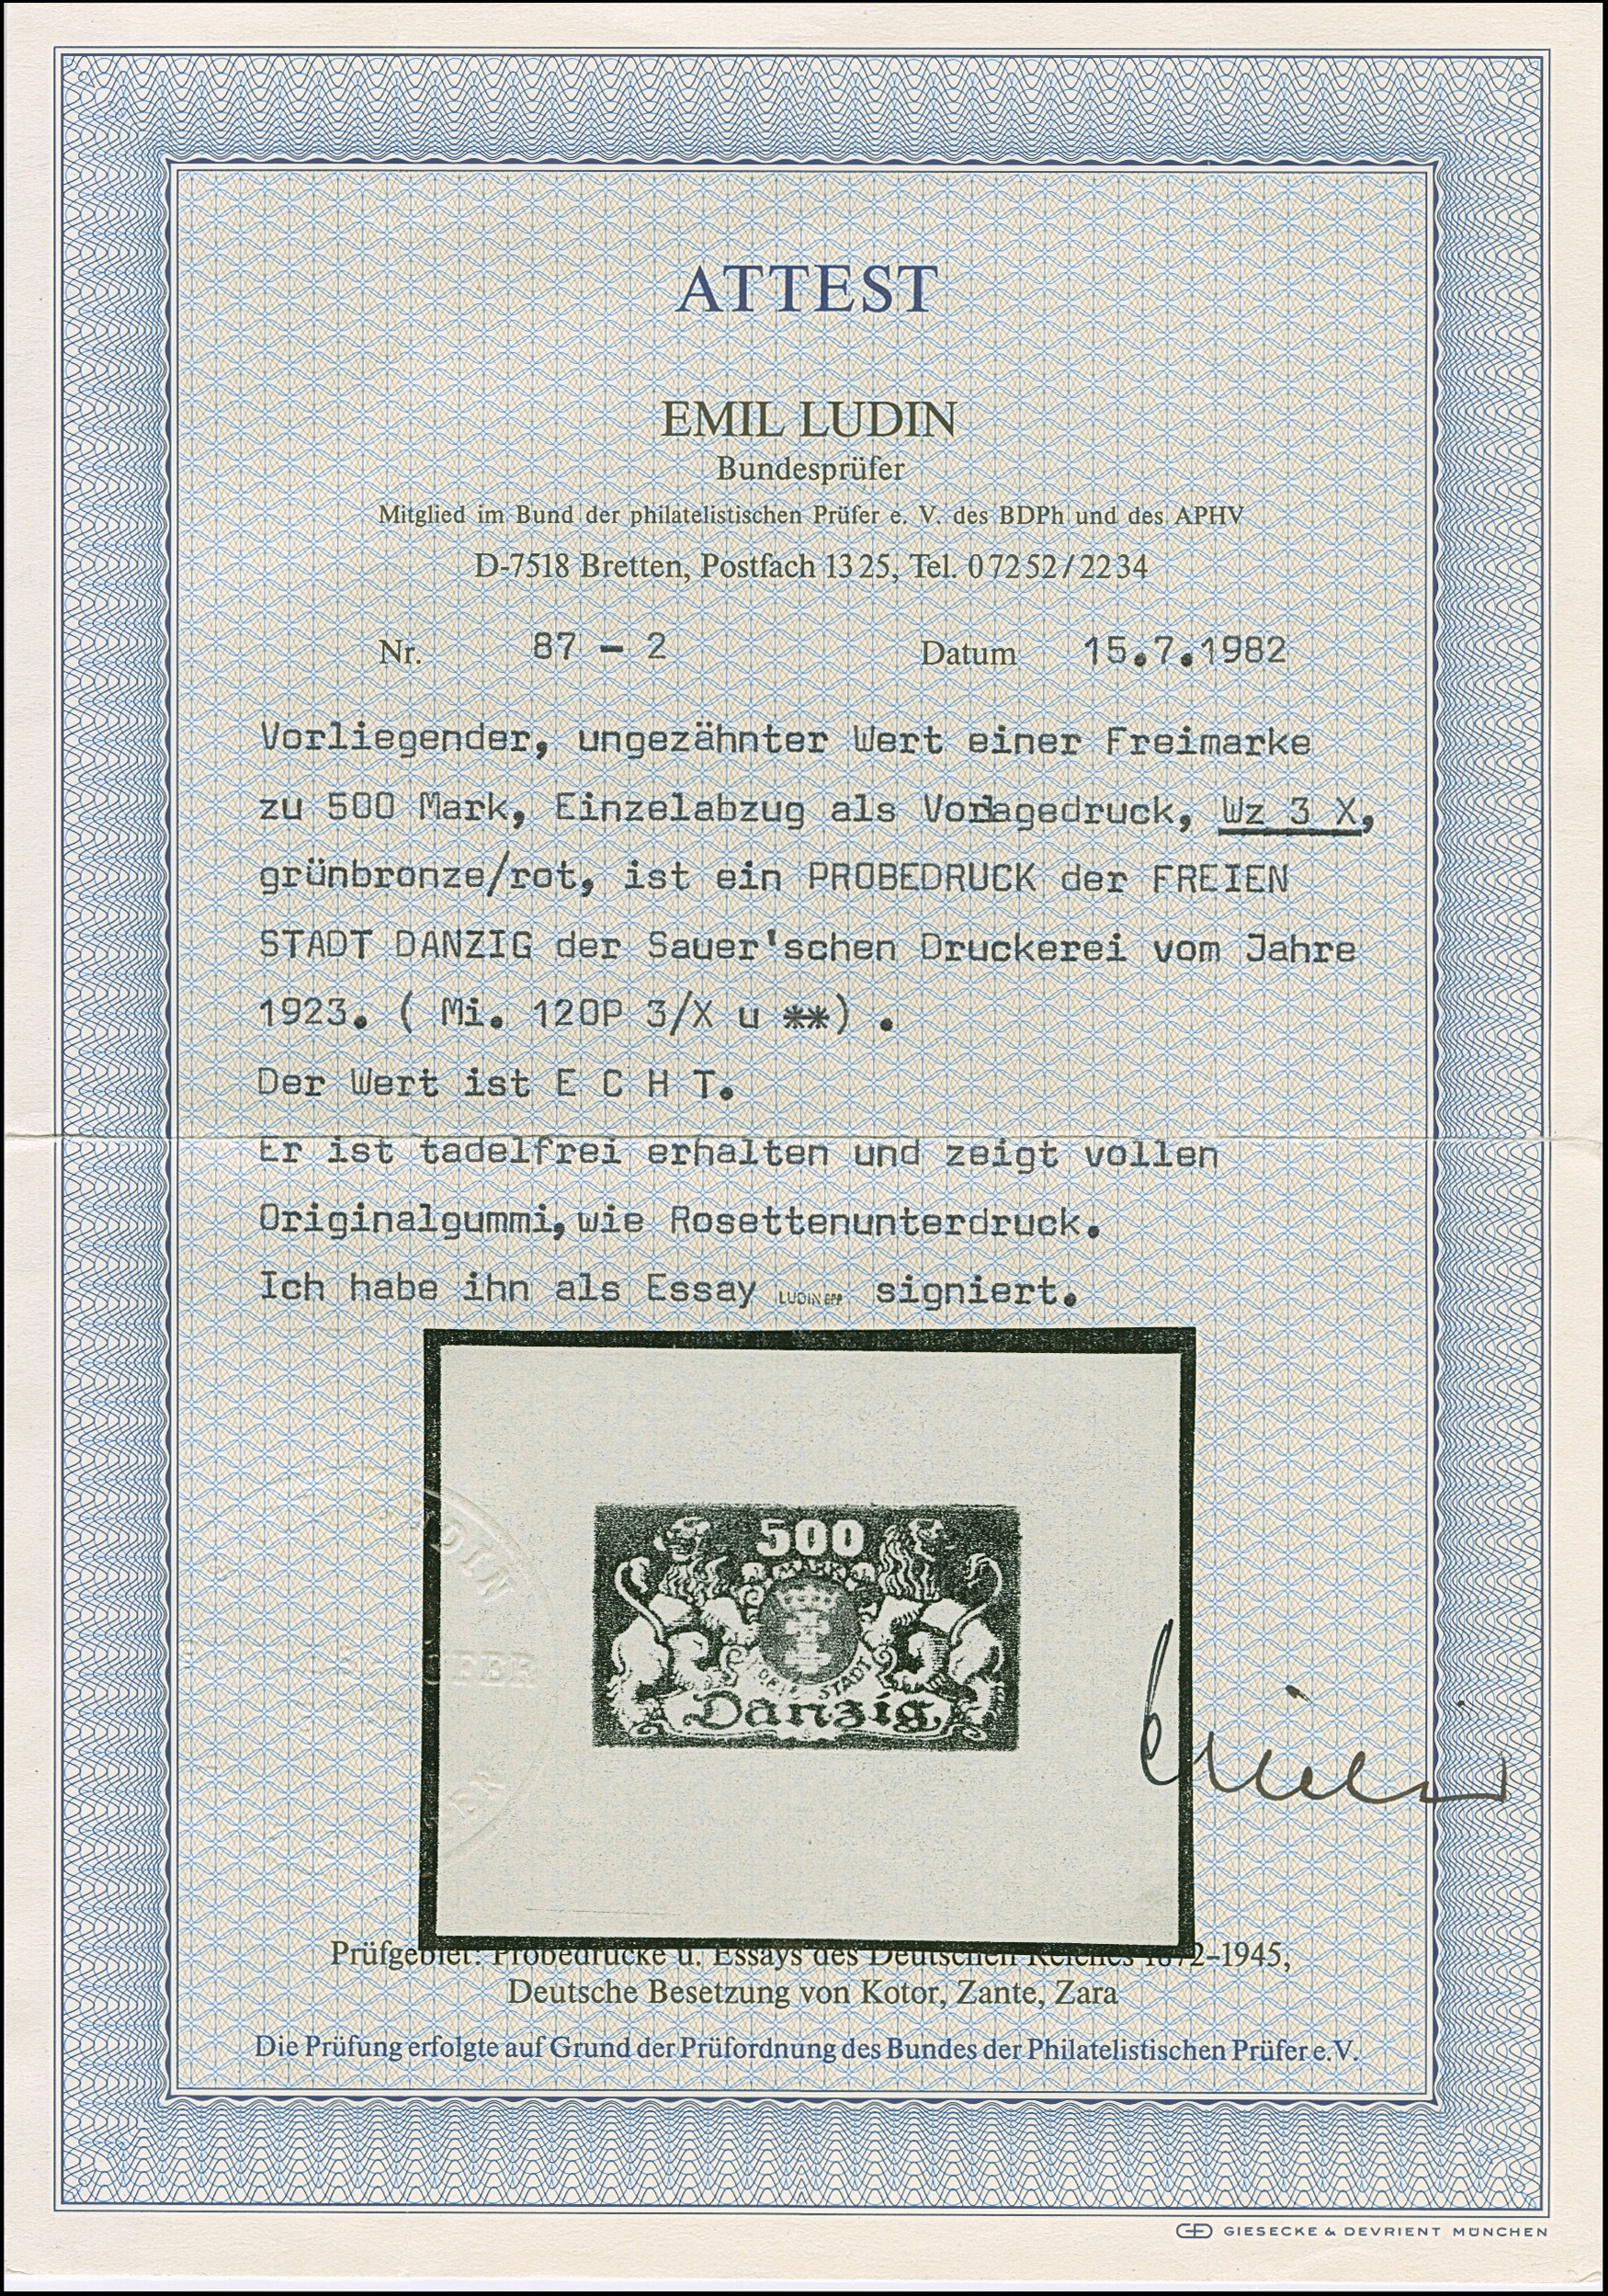 ATTEST
EMIL LUDIN
Bundesprüfer
Mitglied im Bund der philatelistischen Prüfer e. V. des BDPh und des APHV
D-7518 Bretten, Postfach 13 25, Tel. 0 72 52 / 22 34
Nr. 87 - 2 Datum 15.7.1982
Vorliegender, ungezähnter Wert einer Freimarke
zu 500 Mark, Einzelabzug als Vorlagedruck, Wz 3 X,
grünbronze/rot, ist ein PROBEDRUCK der FREIEN
STADT DANZIG der Sauer'schen Druckerei vom Jahre
1923. ( Mi. 120P 3/X u **) .
Der Wert ist E C H T.
Er ist tadelfrei erhalten und zeigt vollen
Originalgummi, wie Rosettenunterdruck.
Ich habe ihn als Essay LUDIN BPP signiert.
500
MARK
STADT
Danzig
Prüfgebiet: Probedrucke u. Essays des Deutschen Reiches 1872–1945,
Deutsche Besetzung von Kotor, Zante, Zara
Die Prüfung erfolgte auf Grund der Prüfordnung des Bundes der Philatelistischen Prüfer e.V.
GIESECKE & DEVRIENT MÜNCHEN